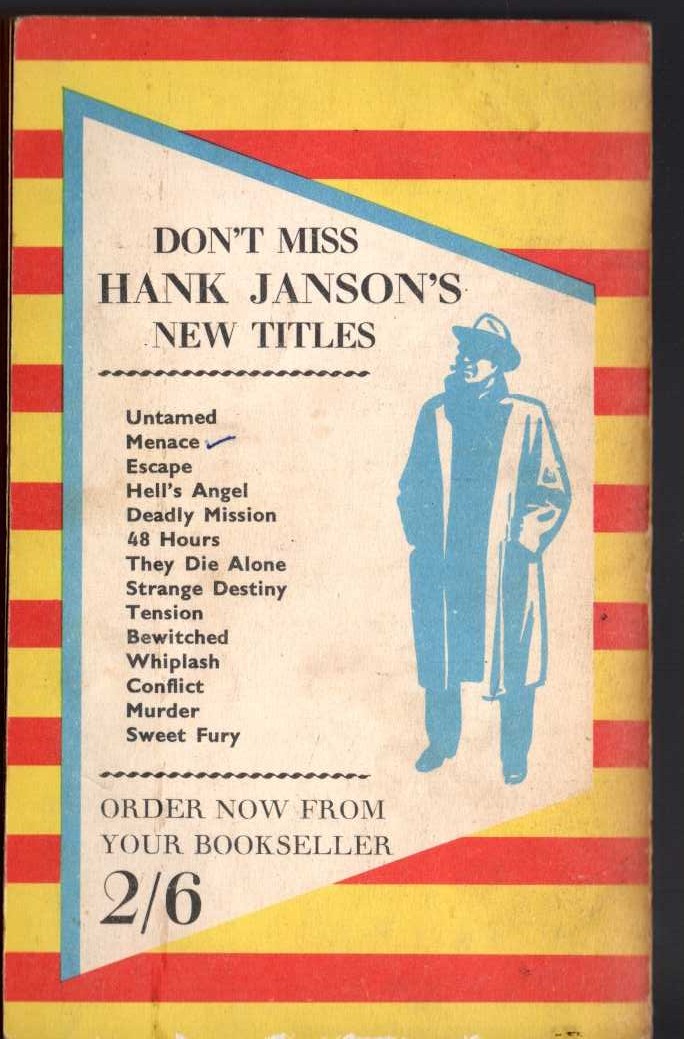 DON'T MISS
HANK JANSON'S
NEW TITLES
Untamed
Menace
Escape
Hell's Angel
Deadly Mission
48 Hours
They Die Alone
Strange Destiny
Tension
Bewitched
Whiplash
Conflict
Murder
Sweet Fury
ORDER NOW FROM
YOUR BOOKSELLER
2/6